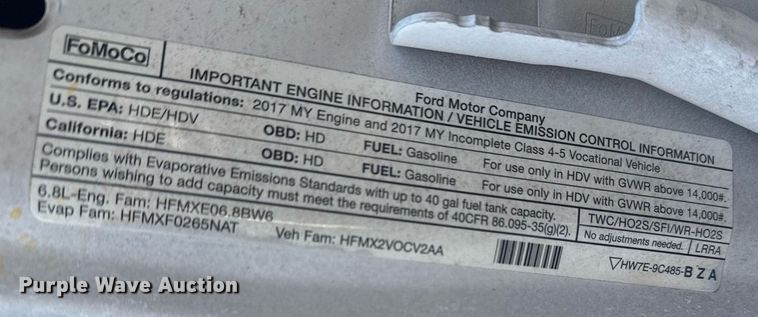 FoMoCo
Ford Motor Company
IMPORTANT ENGINE INFORMATION / VEHICLE EMISSION CONTROL INFORMATION
Conforms to regulations: 2017 MY Engine and 2017 MY Incomplete Class 4-5 Vocational Vehicle
U.S. EPA: HDE/HDV OBD: HD FUEL: Gasoline For use only in HDV with GVWR above 14,000#.
California: HDE OBD: HD FUEL: Gasoline For use only in HDV with GVWR above 14,000#.
Complies with Evaporative Emissions Standards with up to 40 gal fuel tank capacity.
Persons wishing to add capacity must meet the requirements of 40CFR 86.095-35(g)(2).
TWC/HO2S/SFI/WR-HO2S
No adjustments needed. LRRA
6.8L-Eng. Fam: HFMXE06.8BW6
Evap Fam: HFMXF0265NAT Veh Fam: HFMX2VOCV2AA
HW7E-9C485-BZA
Purple Wave Auction